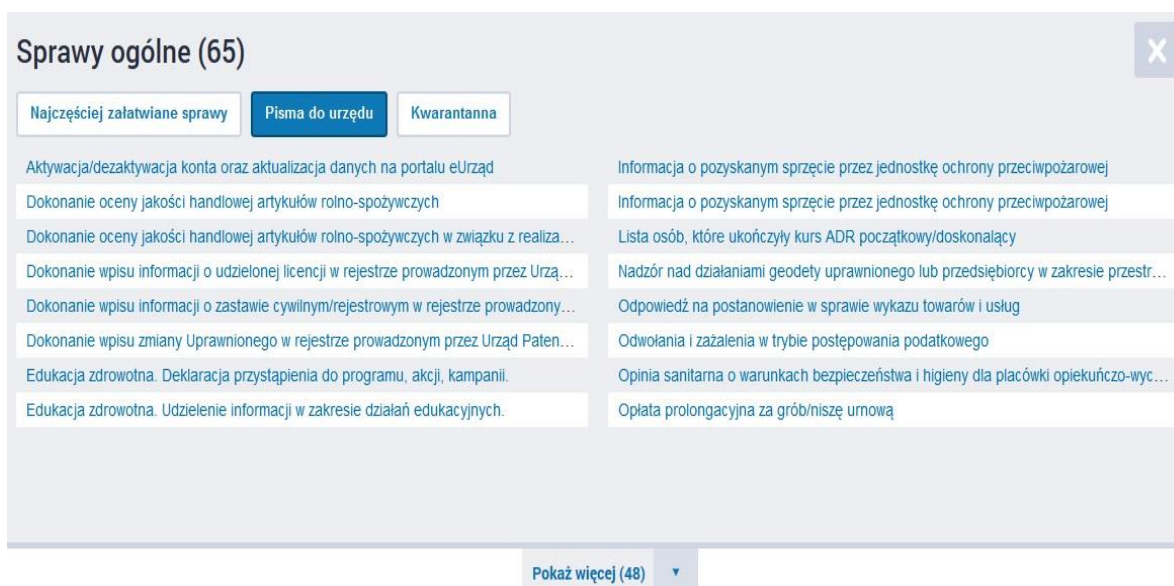 Sprawy ogólne (65)
X
Najczęściej załatwiane sprawy
Pisma do urzędu
Kwarantanna
Aktywacja/dezaktywacja konta oraz aktualizacja danych na portalu eUrząd
Dokonanie oceny jakości handlowej artykułów rolno-spożywczych
Dokonanie oceny jakości handlowej artykułów rolno-spożywczych w związku z realiza...
Dokonanie wpisu informacji o udzielonej licencji w rejestrze prowadzonym przez Urzą...
Dokonanie wpisu informacji o zastawie cywilnym/rejestrowym w rejestrze prowadzony...
Dokonanie wpisu zmiany Uprawnionego w rejestrze prowadzonym przez Urząd Paten...
Edukacja zdrowotna. Deklaracja przystąpienia do programu, akcji, kampanii.
Edukacja zdrowotna. Udzielenie informacji w zakresie działań edukacyjnych.
Informacja o pozyskanym sprzęcie przez jednostkę ochrony przeciwpożarowej
Informacja o pozyskanym sprzęcie przez jednostkę ochrony przeciwpożarowej
Lista osób, które ukończyły kurs ADR początkowy/doskonalący
Nadzór nad działaniami geodety uprawnionego lub przedsiębiorcy w zakresie przestr...
Odpowiedź na postanowienie w sprawie wykazu towarów i usług
Odwołania i zażalenia w trybie postępowania podatkowego
Opinia sanitarna o warunkach bezpieczeństwa i higieny dla placówki opiekuńczo-wyc...
Opłata prolongacyjna za grób/niszę urnową
Pokaż więcej (48)